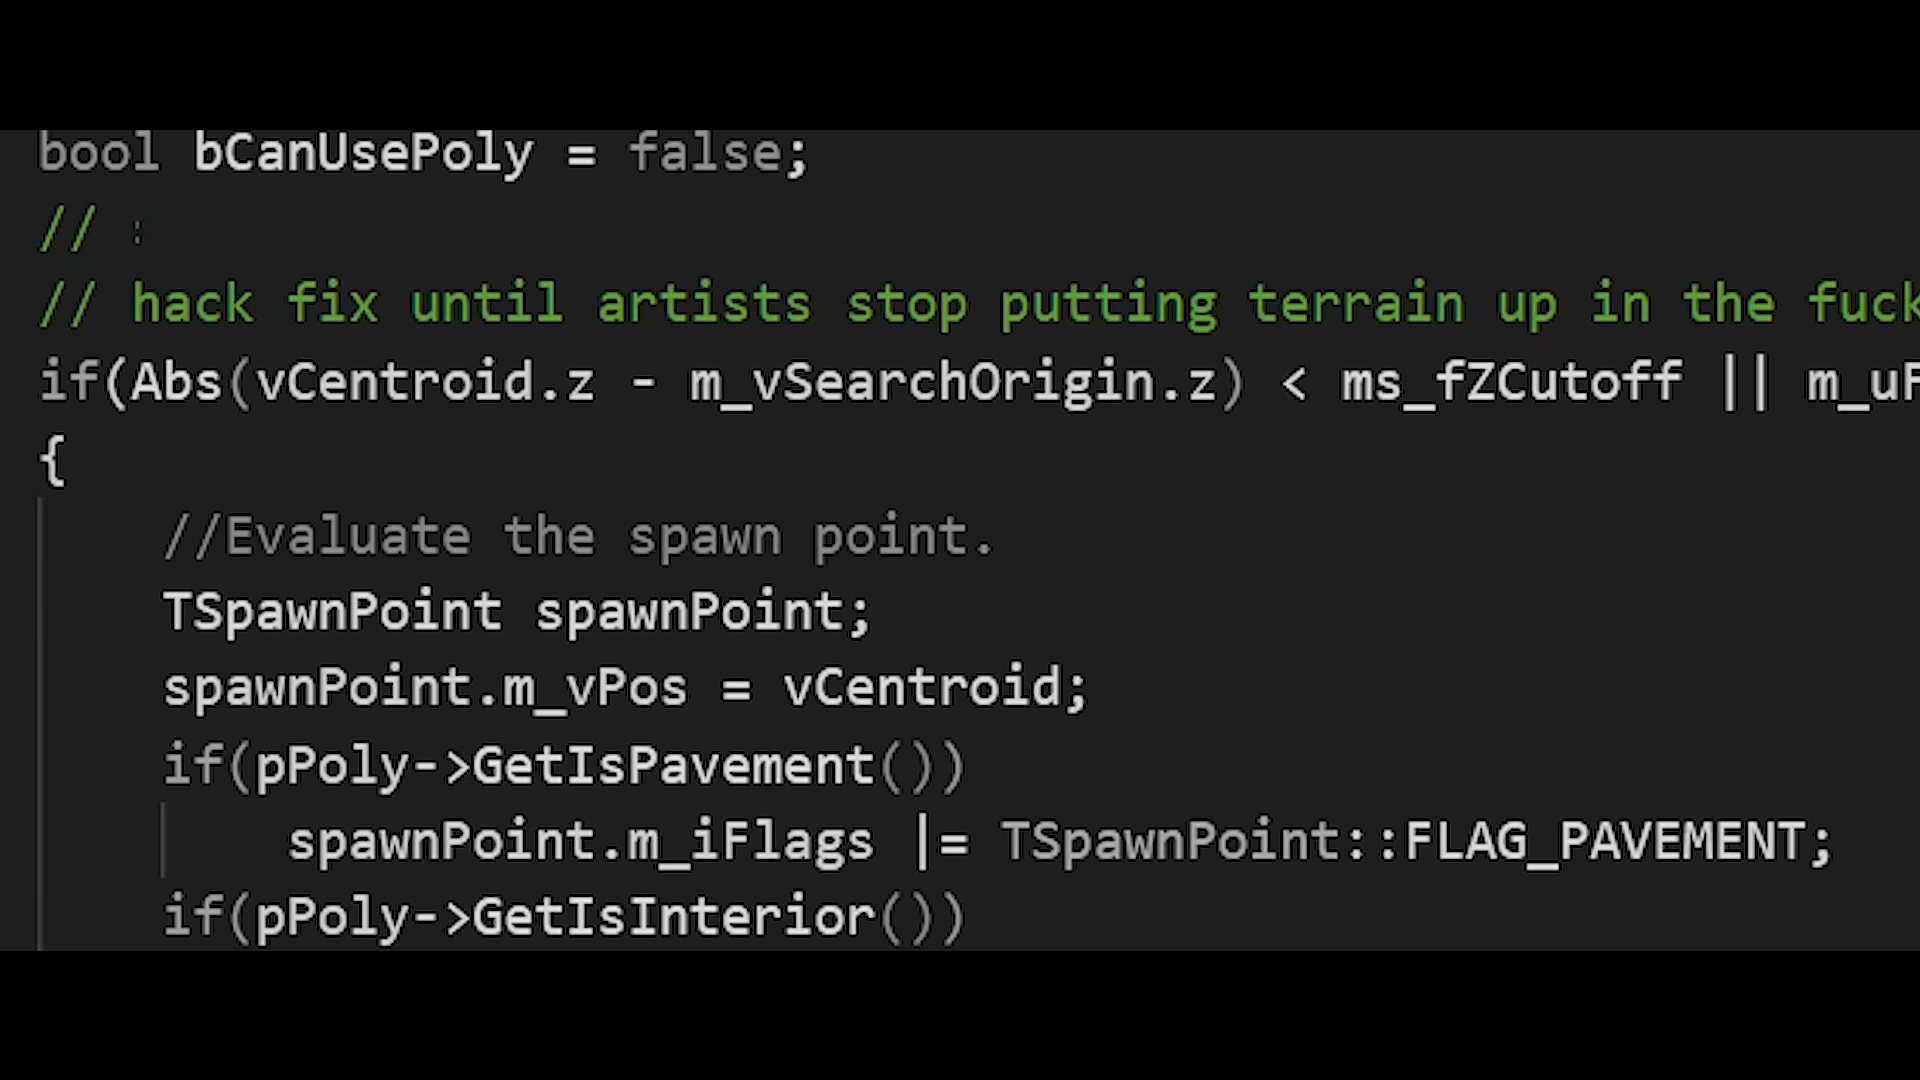 bool bCanUsePoly = false;
// :
// hack fix until artists stop putting terrain up in the fuck
if(Abs(vCentroid.z - m_vSearchOrigin.z) < ms_fZCutoff || m_uF
{
//Evaluate the spawn point.
TSpawnPoint spawnPoint;
spawnPoint.m_vPos = vCentroid;
if(pPoly->GetIsPavement())
spawnPoint.m_iFlags |= TSpawnPoint::FLAG_PAVEMENT;
if(pPoly->GetIsInterior())